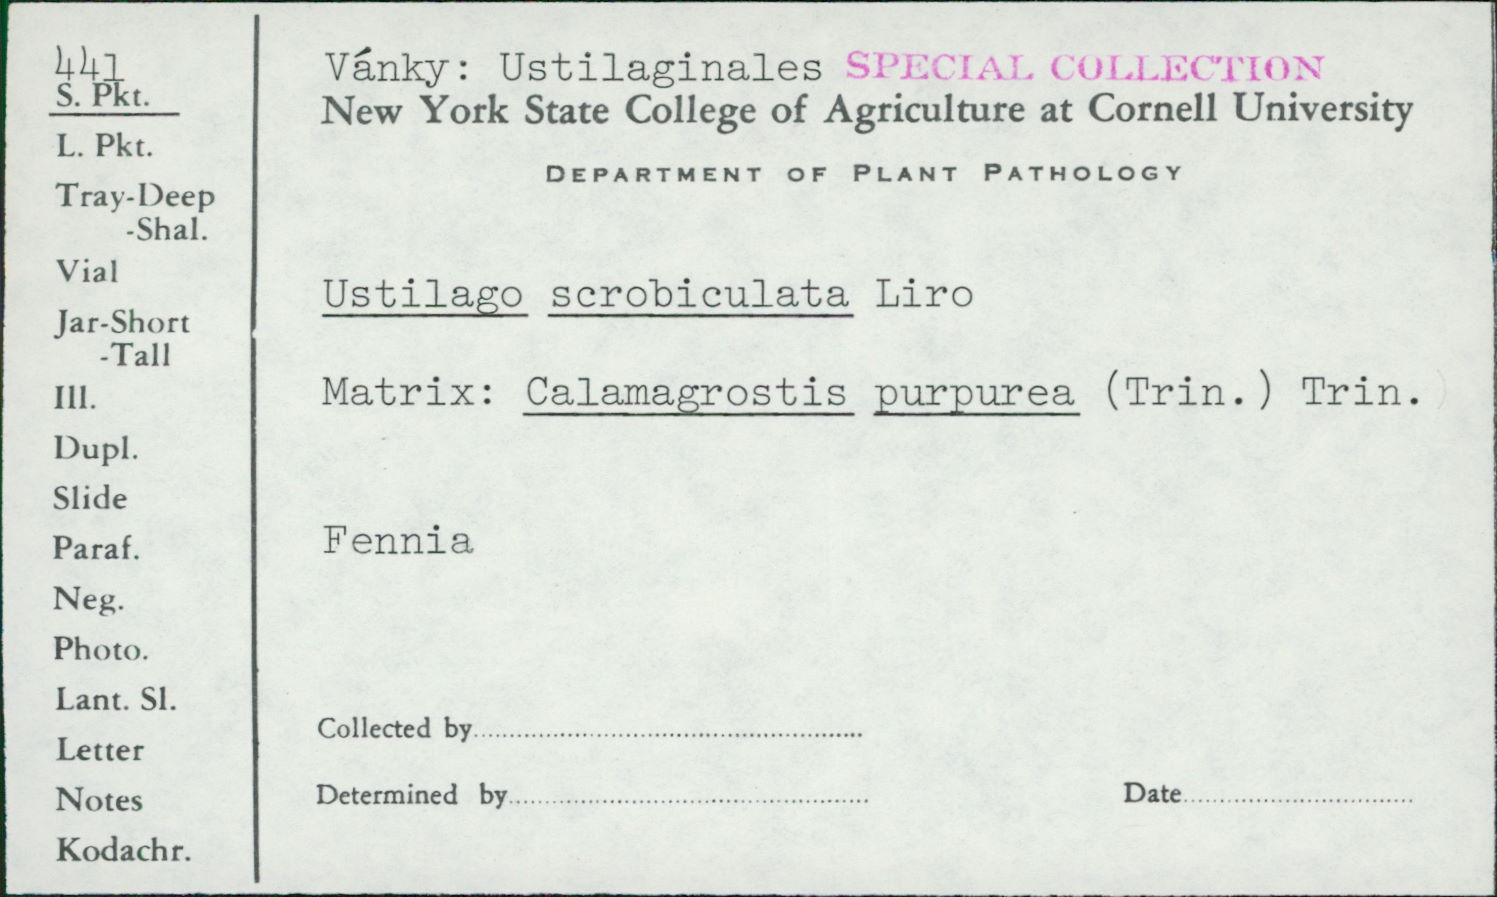 441
S. Pkt.
L. Pkt.
Tray-Deep
-Shal.
Vial
Jar-Short
-Tall
Ill.
Dupl.
Slide
Paraf.
Neg.
Photo.
Lant. Sl.
Letter
Notes
Kodachr.
Vánky: Ustilaginales SPECIAL COLLECTION
New York State College of Agriculture at Cornell University
DEPARTMENT OF PLANT PATHOLOGY
Ustilago scrobiculata Liro
Matrix: Calamagrostis purpurea (Trin.) Trin.
Fennia
Collected by
Determined by Date